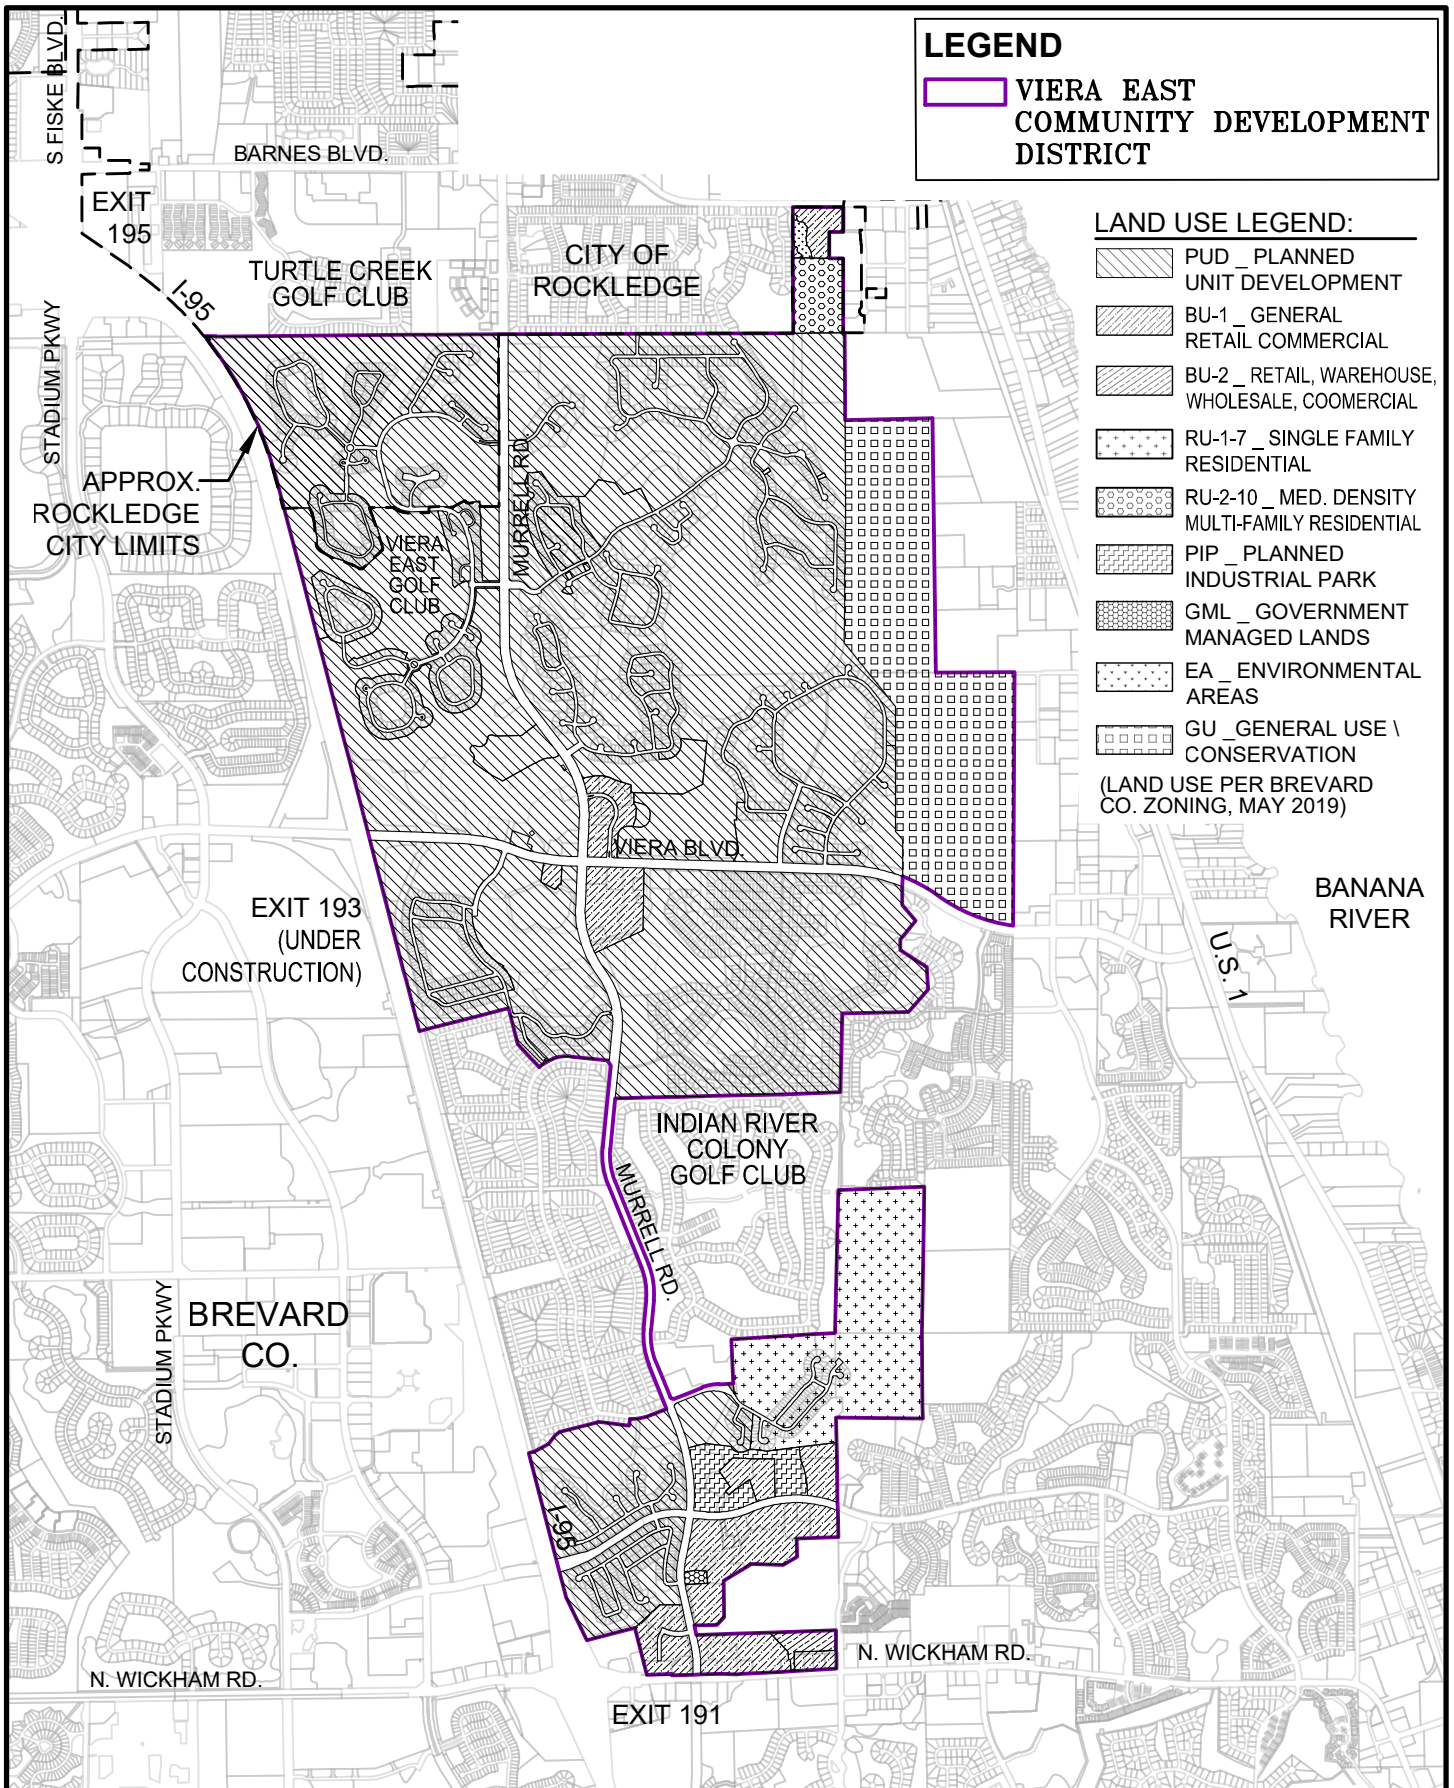 LEGEND
VIERA EAST
COMMUNITY DEVELOPMENT
DISTRICT
S FISKE BLVD.
BARNES BLVD.
EXIT
195
I-95
TURTLE CREEK
GOLF CLUB
CITY OF
ROCKLEDGE
LAND USE LEGEND:
PUD _ PLANNED
UNIT DEVELOPMENT
BU-1 _ GENERAL
RETAIL COMMERCIAL
BU-2 _ RETAIL, WAREHOUSE,
WHOLESALE, COOMERCIAL
RU-1-7 _ SINGLE FAMILY
RESIDENTIAL
RU-2-10 _ MED. DENSITY
MULTI-FAMILY RESIDENTIAL
PIP _ PLANNED
INDUSTRIAL PARK
GML _ GOVERNMENT
MANAGED LANDS
EA _ ENVIRONMENTAL
AREAS
GU _GENERAL USE \
CONSERVATION
(LAND USE PER BREVARD
CO. ZONING, MAY 2019)
STADIUM PKWY
APPROX.
ROCKLEDGE
CITY LIMITS
MURRELL RD.
VIERA
EAST
GOLF
CLUB
VIERA BLVD.
EXIT 193
(UNDER
CONSTRUCTION)
BANANA
RIVER
U.S. 1
INDIAN RIVER
COLONY
GOLF CLUB
MURRELL RD.
STADIUM PKWY
BREVARD
CO.
I-95
N. WICKHAM RD.
N. WICKHAM RD.
EXIT 191